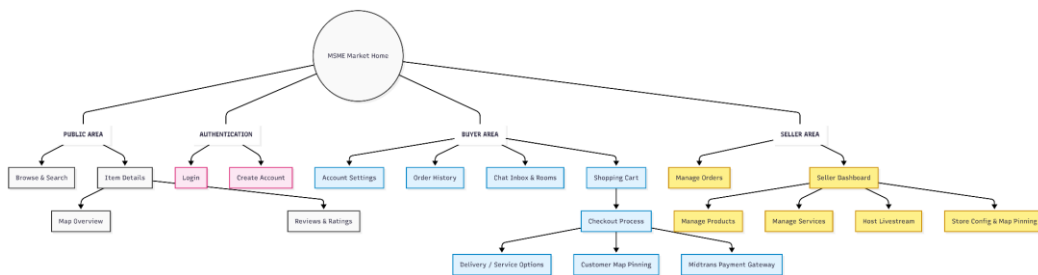 MSME Market Home
PUBLIC AREA
AUTHENTICATION
BUYER AREA
SELLER AREA
Browse & Search
Item Details
Login
Create Account
Account Settings
Order History
Chat Inbox & Rooms
Shopping Cart
Manage Orders
Seller Dashboard
Map Overview
Reviews & Ratings
Checkout Process
Manage Products
Manage Services
Host Livestream
Store Config & Map Pinning
Delivery / Service Options
Customer Map Pinning
Midtrans Payment Gateway